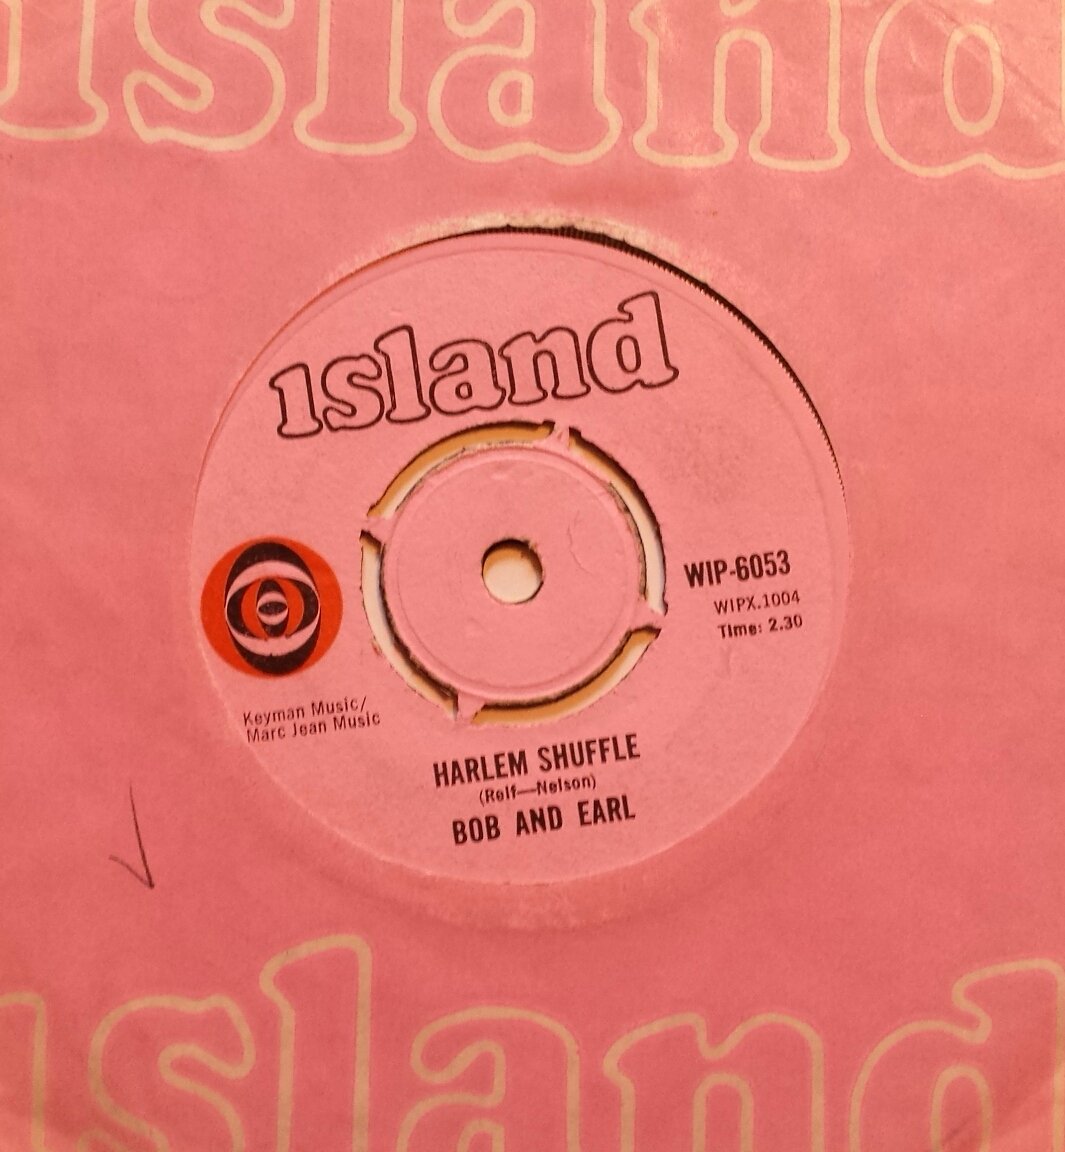 Island
Island
WIP-6053
WIPX.1004
Time: 2.30
Keyman Music/
Marc Jean Music
HARLEM SHUFFLE
(Relf—Nelson)
BOB AND EARL
Island